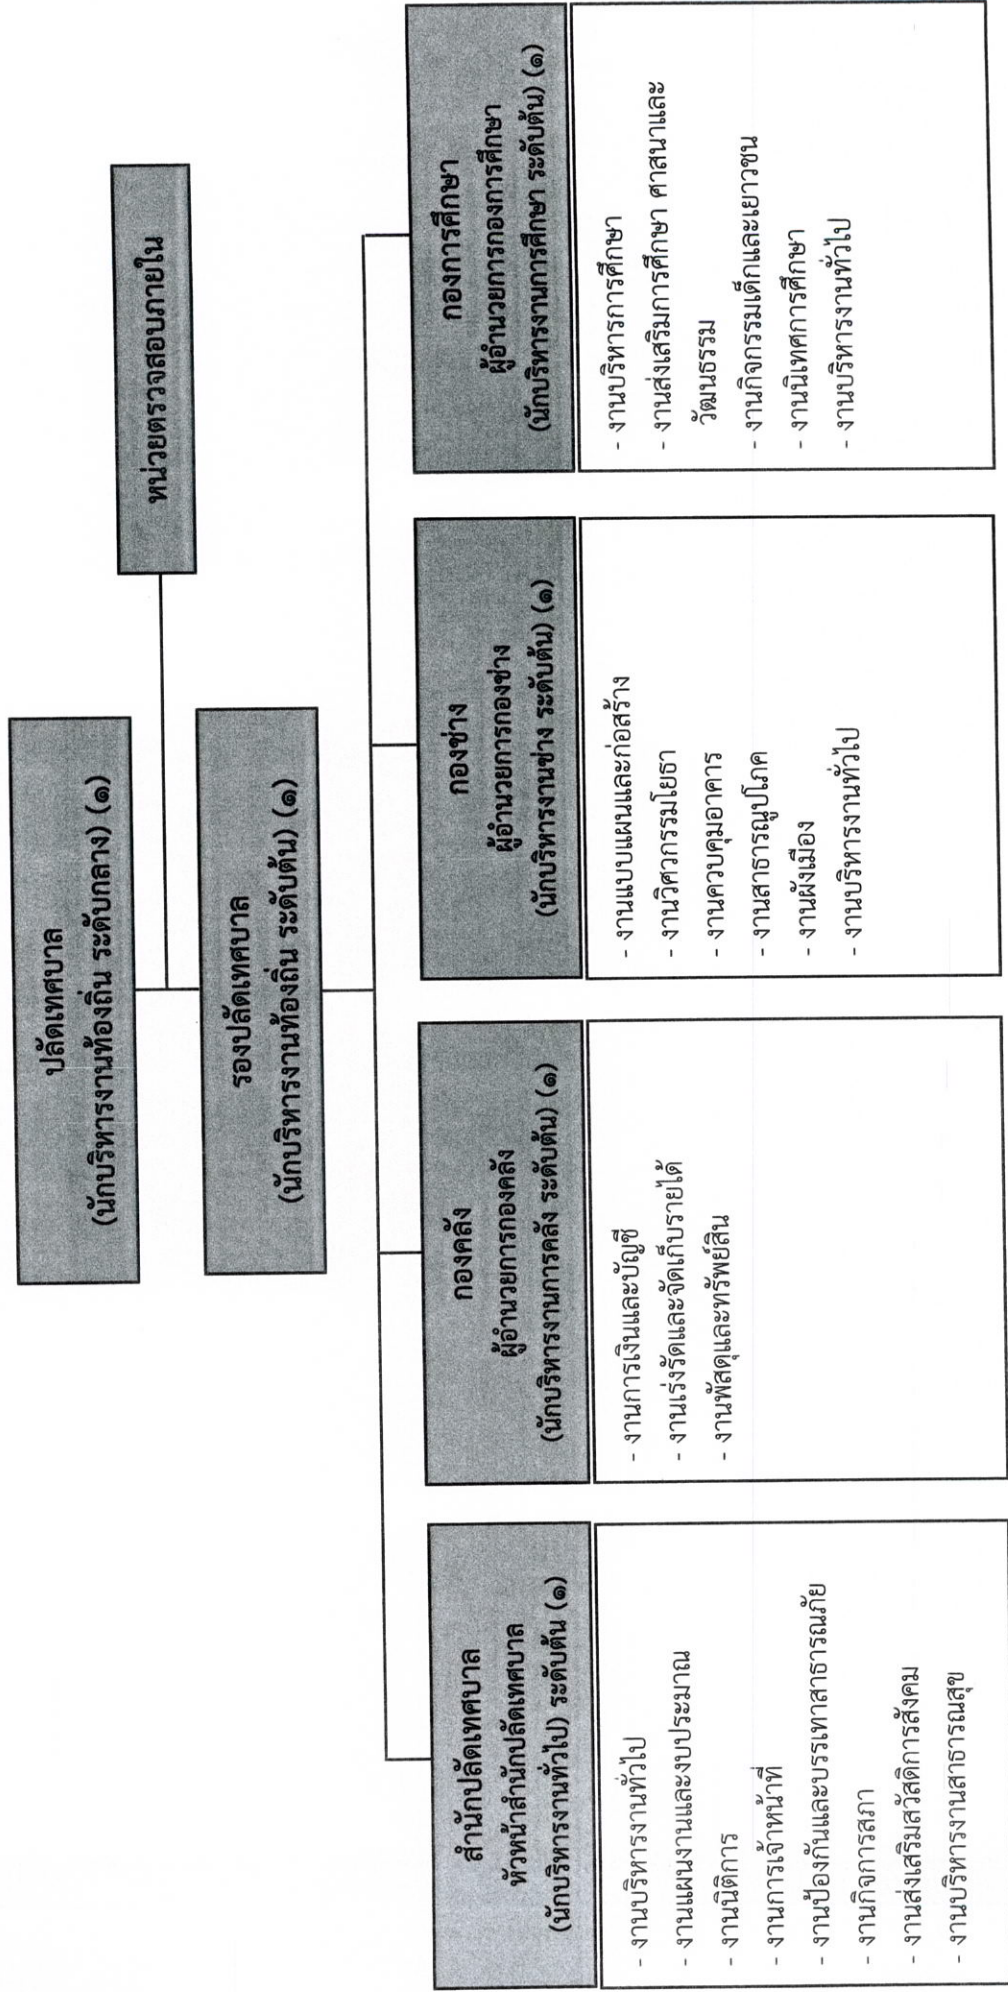 ปลัดเทศบาล
(นักบริหารงานท้องถิ่น ระดับกลาง) (๑)
หน่วยตรวจสอบภายใน
รองปลัดเทศบาล
(นักบริหารงานท้องถิ่น ระดับต้น) (๑)
สำนักปลัดเทศบาล
หัวหน้าสำนักปลัดเทศบาล
(นักบริหารงานทั่วไป) ระดับต้น (๑)
- งานบริหารงานทั่วไป
- งานแผนงานและงบประมาณ
- งานนิติการ
- งานการเจ้าหน้าที่
- งานป้องกันและบรรเทาสาธารณภัย
- งานกิจการสภา
- งานส่งเสริมสวัสดิการสังคม
- งานบริหารงานสาธารณสุข
กองคลัง
ผู้อำนวยการกองคลัง
(นักบริหารงานการคลัง ระดับต้น) (๑)
- งานการเงินและบัญชี
- งานเร่งรัดและจัดเก็บรายได้
- งานพัสดุและทรัพย์สิน
กองช่าง
ผู้อำนวยการกองช่าง
(นักบริหารงานช่าง ระดับต้น) (๑)
- งานแบบแผนและก่อสร้าง
- งานวิศวกรรมโยธา
- งานควบคุมอาคาร
- งานสาธารณูปโภค
- งานผังเมือง
- งานบริหารงานทั่วไป
กองการศึกษา
ผู้อำนวยการกองการศึกษา
(นักบริหารงานการศึกษา ระดับต้น) (๑)
- งานบริหารการศึกษา
- งานส่งเสริมการศึกษา ศาสนาและ
วัฒนธรรม
- งานกิจกรรมเด็กและเยาวชน
- งานนิเทศการศึกษา
- งานบริหารงานทั่วไป